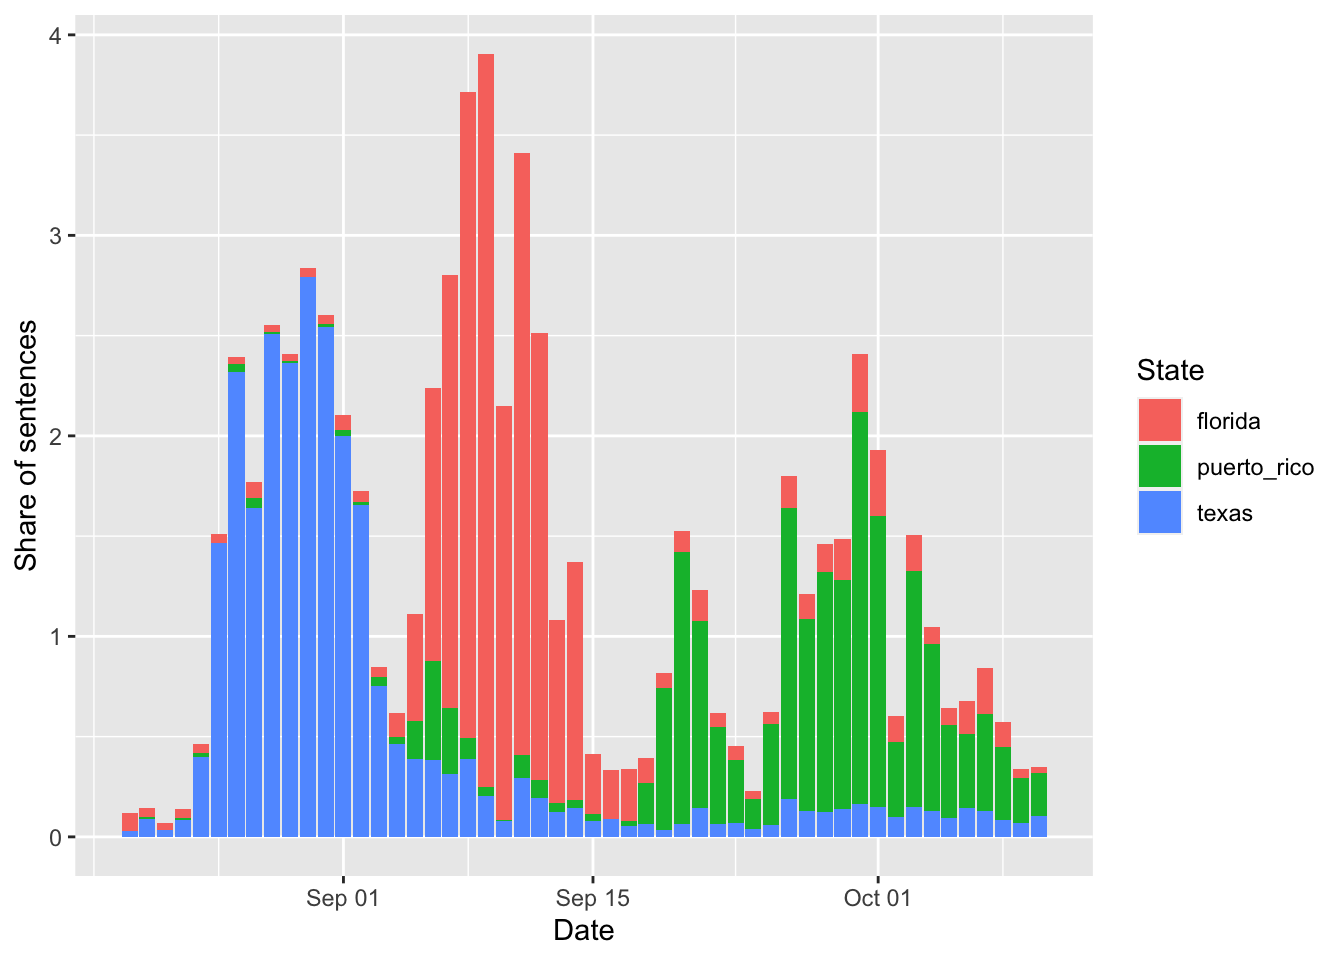 4
3
2
1
0
Share of sentences
Sep 01
Sep 15
Oct 01
Date
State
florida
puerto_rico
texas